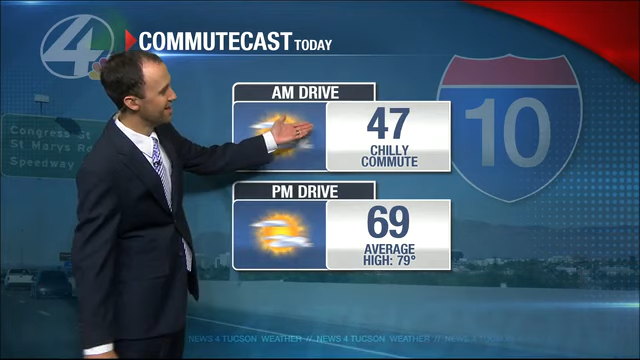 4
COMMUTECAST TODAY
AM DRIVE
47
CHILLY
COMMUTE
10
Congress St
St Marys Rd
Speedway
PM DRIVE
69
AVERAGE
HIGH: 79°
NEWS 4 TUCSON WEATHER // NEWS 4 TUCSON WEATHER // NEWS 4 TUCSON